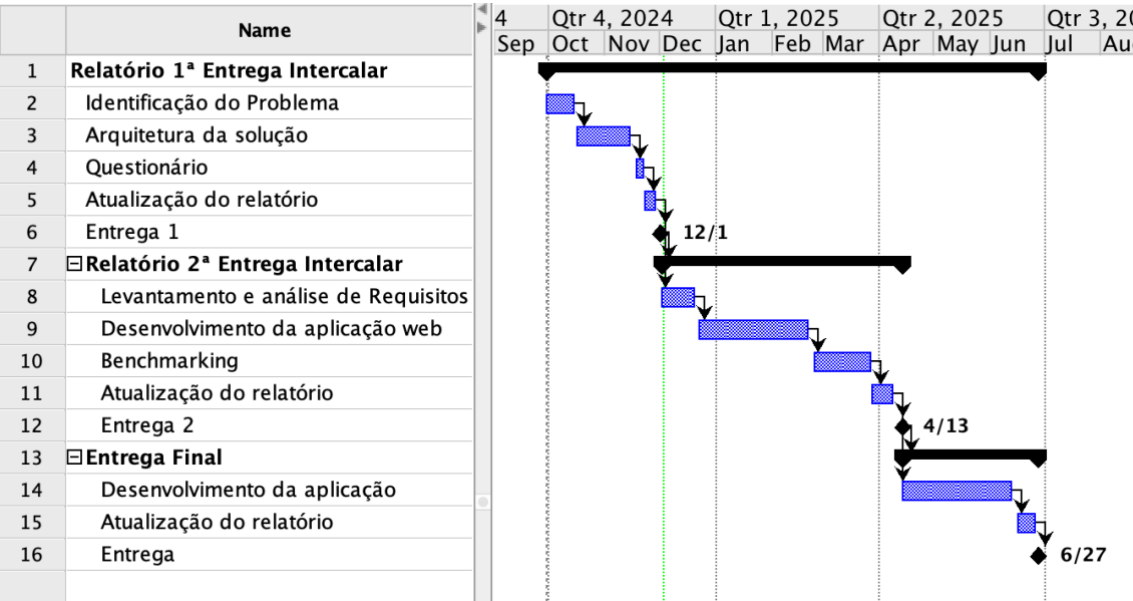 Name
4 Qtr 4, 2024 Qtr 1, 2025 Qtr 2, 2025 Qtr 3, 20
Sep Oct Nov Dec Jan Feb Mar Apr May Jun Jul Au
1 Relatório 1ª Entrega Intercalar
2 Identificação do Problema
3 Arquitetura da solução
4 Questionário
5 Atualização do relatório
6 Entrega 1 12/1
7 Relatório 2ª Entrega Intercalar
8 Levantamento e análise de Requisitos
9 Desenvolvimento da aplicação web
10 Benchmarking
11 Atualização do relatório
12 Entrega 2 4/13
13 Entrega Final
14 Desenvolvimento da aplicação
15 Atualização do relatório
16 Entrega 6/27